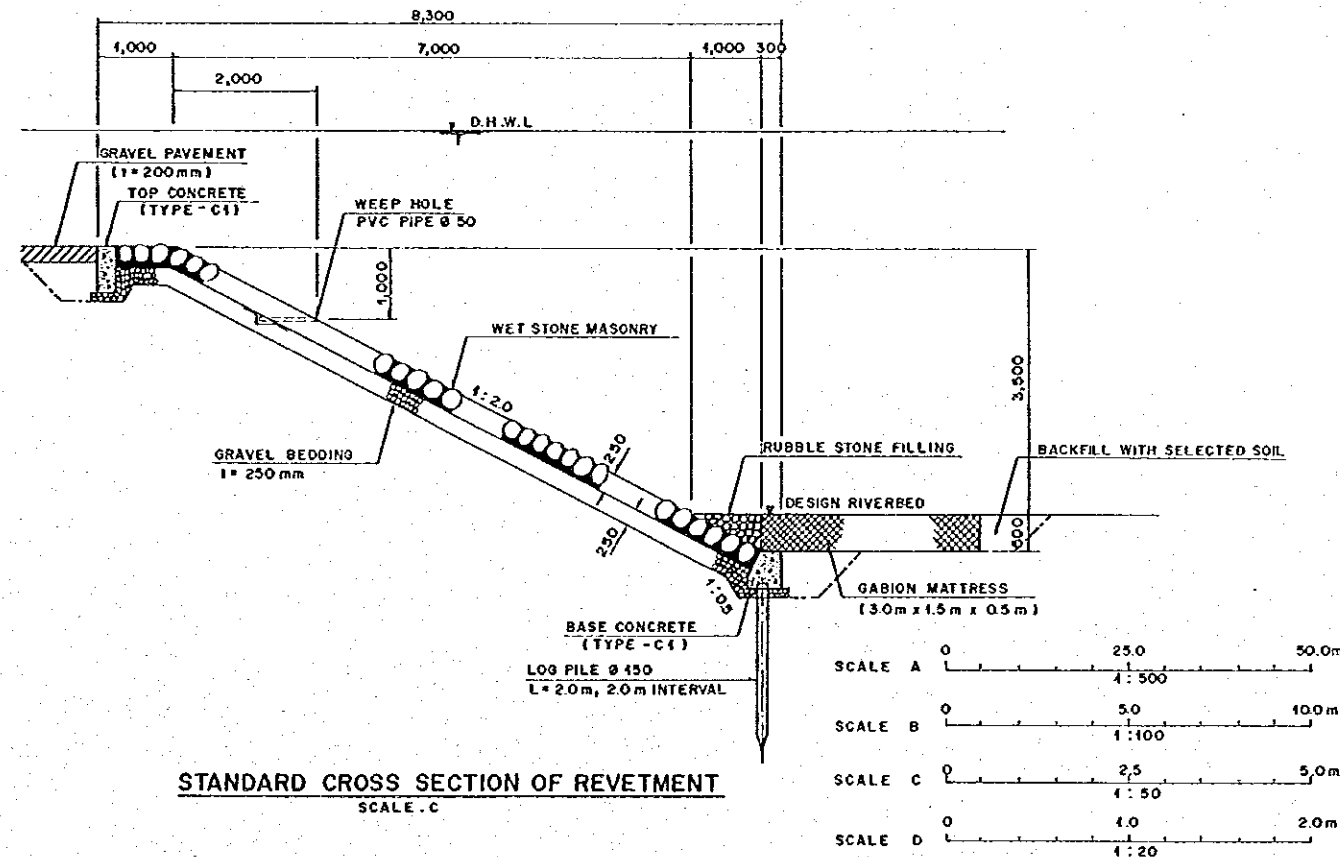 8,300
1,000
7,000
1,000
300
2,000
D.H.W.L
GRAVEL PAVEMENT
(t=200mm)
TOP CONCRETE
(TYPE-C1)
WEEP HOLE
PVC PIPE Ø 50
1,000
WET STONE MASONRY
3,500
1:2.0
GRAVEL BEDDING
t= 250 mm
250
RUBBLE STONE FILLING
BACKFILL WITH SELECTED SOIL
DESIGN RIVERBED
250
500
1:0.5
GABION MATTRESS
(3.0m x 1.5m x 0.5m)
BASE CONCRETE
(TYPE-C1)
LOG PILE Ø 150
L= 2.0m, 2.0m INTERVAL
STANDARD CROSS SECTION OF REVETMENT
SCALE.C
SCALE A 0 25.0 50.0m
1:500
SCALE B 0 5.0 10.0m
1:100
SCALE C 0 2,5 5,0m
1:50
SCALE D 0 1.0 2.0m
1:20